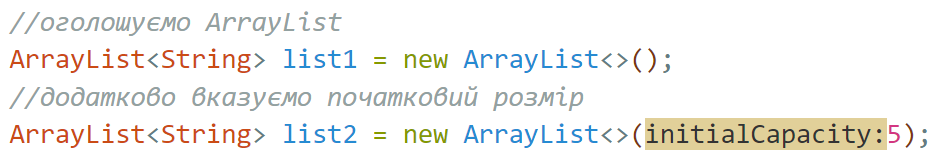 //оголошуємо ArrayList
ArrayList<String> list1 = new ArrayList<>();
//додатково вказуємо початковий розмір
ArrayList<String> list2 = new ArrayList<>(initialCapacity:5);